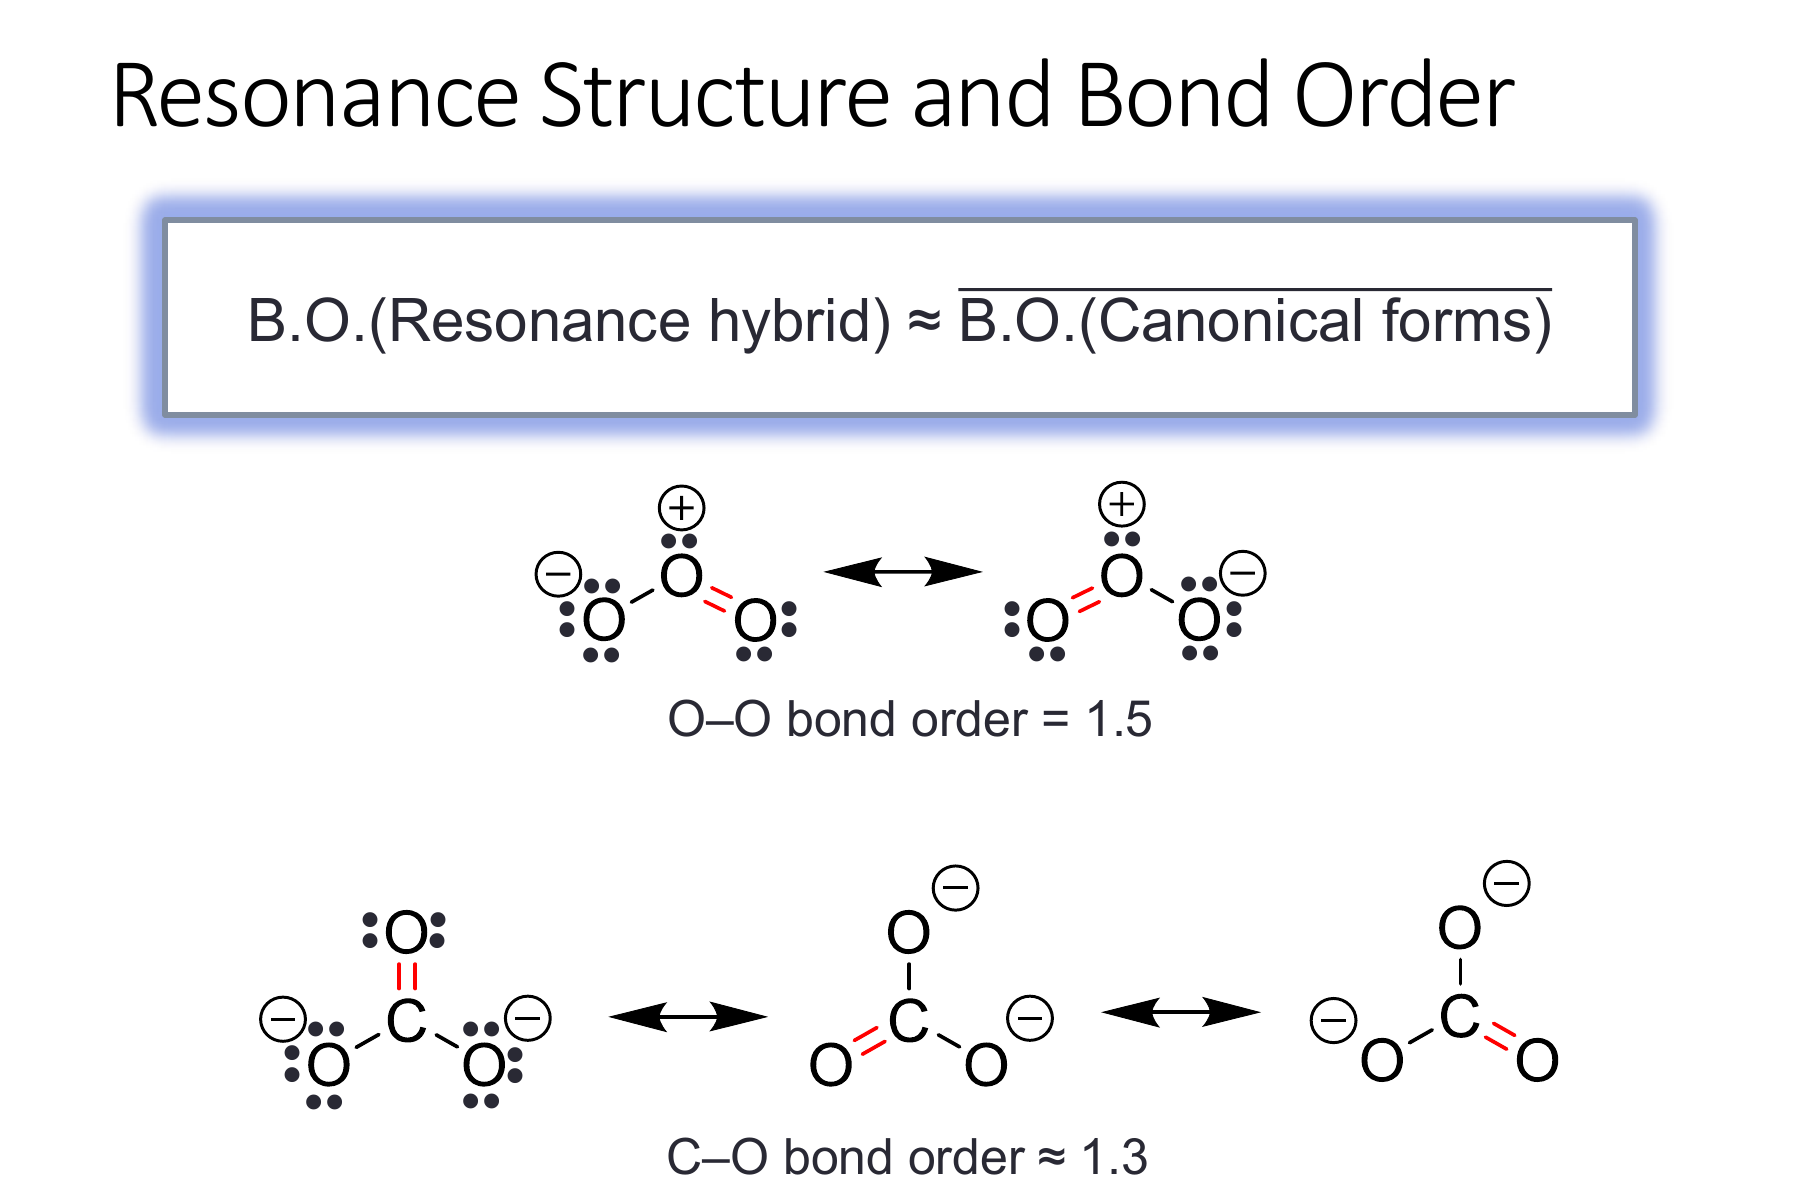 Resonance Structure and Bond Order
B.O.(Resonance hybrid) ≈ B.O.(Canonical forms)
⊕ ⊕
⊖ O O O ⊖
O O O O
O–O bond order = 1.5
⊖ ⊖
O O O
⊖ C ⊖ C ⊖ ⊖ C
O O O O O O
C–O bond order ≈ 1.3